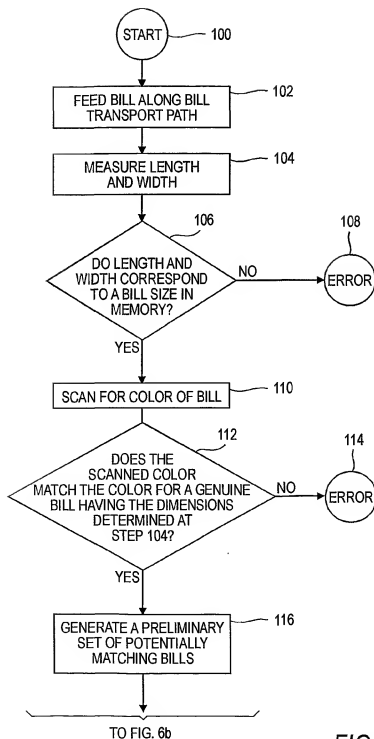 START
100
FEED BILL ALONG BILL
TRANSPORT PATH
102
MEASURE LENGTH
AND WIDTH
104
106
DO LENGTH AND
WIDTH CORRESPOND
TO A BILL SIZE IN
MEMORY?
NO
108
ERROR
YES
SCAN FOR COLOR OF BILL
110
112
DOES THE
SCANNED COLOR
MATCH THE COLOR FOR A GENUINE
BILL HAVING THE DIMENSIONS
DETERMINED AT
STEP 104?
NO
114
ERROR
YES
GENERATE A PRELIMINARY
SET OF POTENTIALLY
MATCHING BILLS
116
TO FIG. 6b
FIG